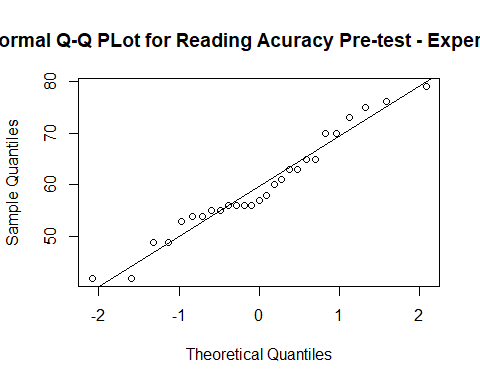 ormal Q-Q PLot for Reading Acuracy Pre-test - Exper
80
70
60
50
Sample Quantiles
-2 -1 0 1 2
Theoretical Quantiles